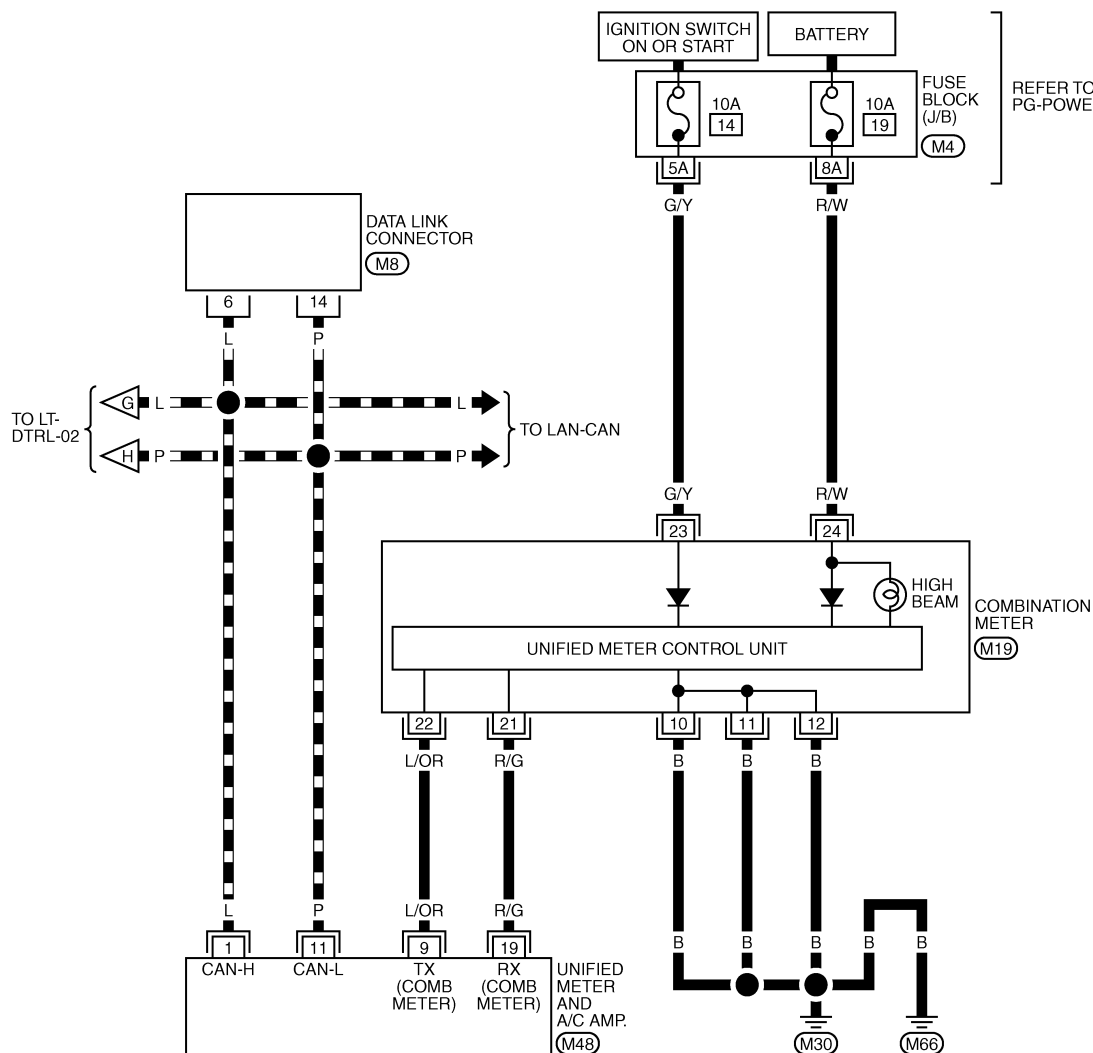 IGNITION SWITCH
ON OR START
BATTERY
FUSE
BLOCK
(J/B)
M4
REFER TO
PG-POWE
10A
14
10A
19
5A
8A
G/Y
R/W
DATA LINK
CONNECTOR
M8
6
14
L
P
TO LT-
DTRL-02
G
L
L
H
P
P
TO LAN-CAN
G/Y
R/W
23
24
HIGH
BEAM
COMBINATION
METER
M19
UNIFIED METER CONTROL UNIT
22
21
10
11
12
L/OR
R/G
B
B
B
L
P
L/OR
R/G
B
B
B
B
B
1
11
9
19
CAN-H
CAN-L
TX
(COMB
METER)
RX
(COMB
METER)
UNIFIED
METER
AND
A/C AMP.
M48
M30
M66